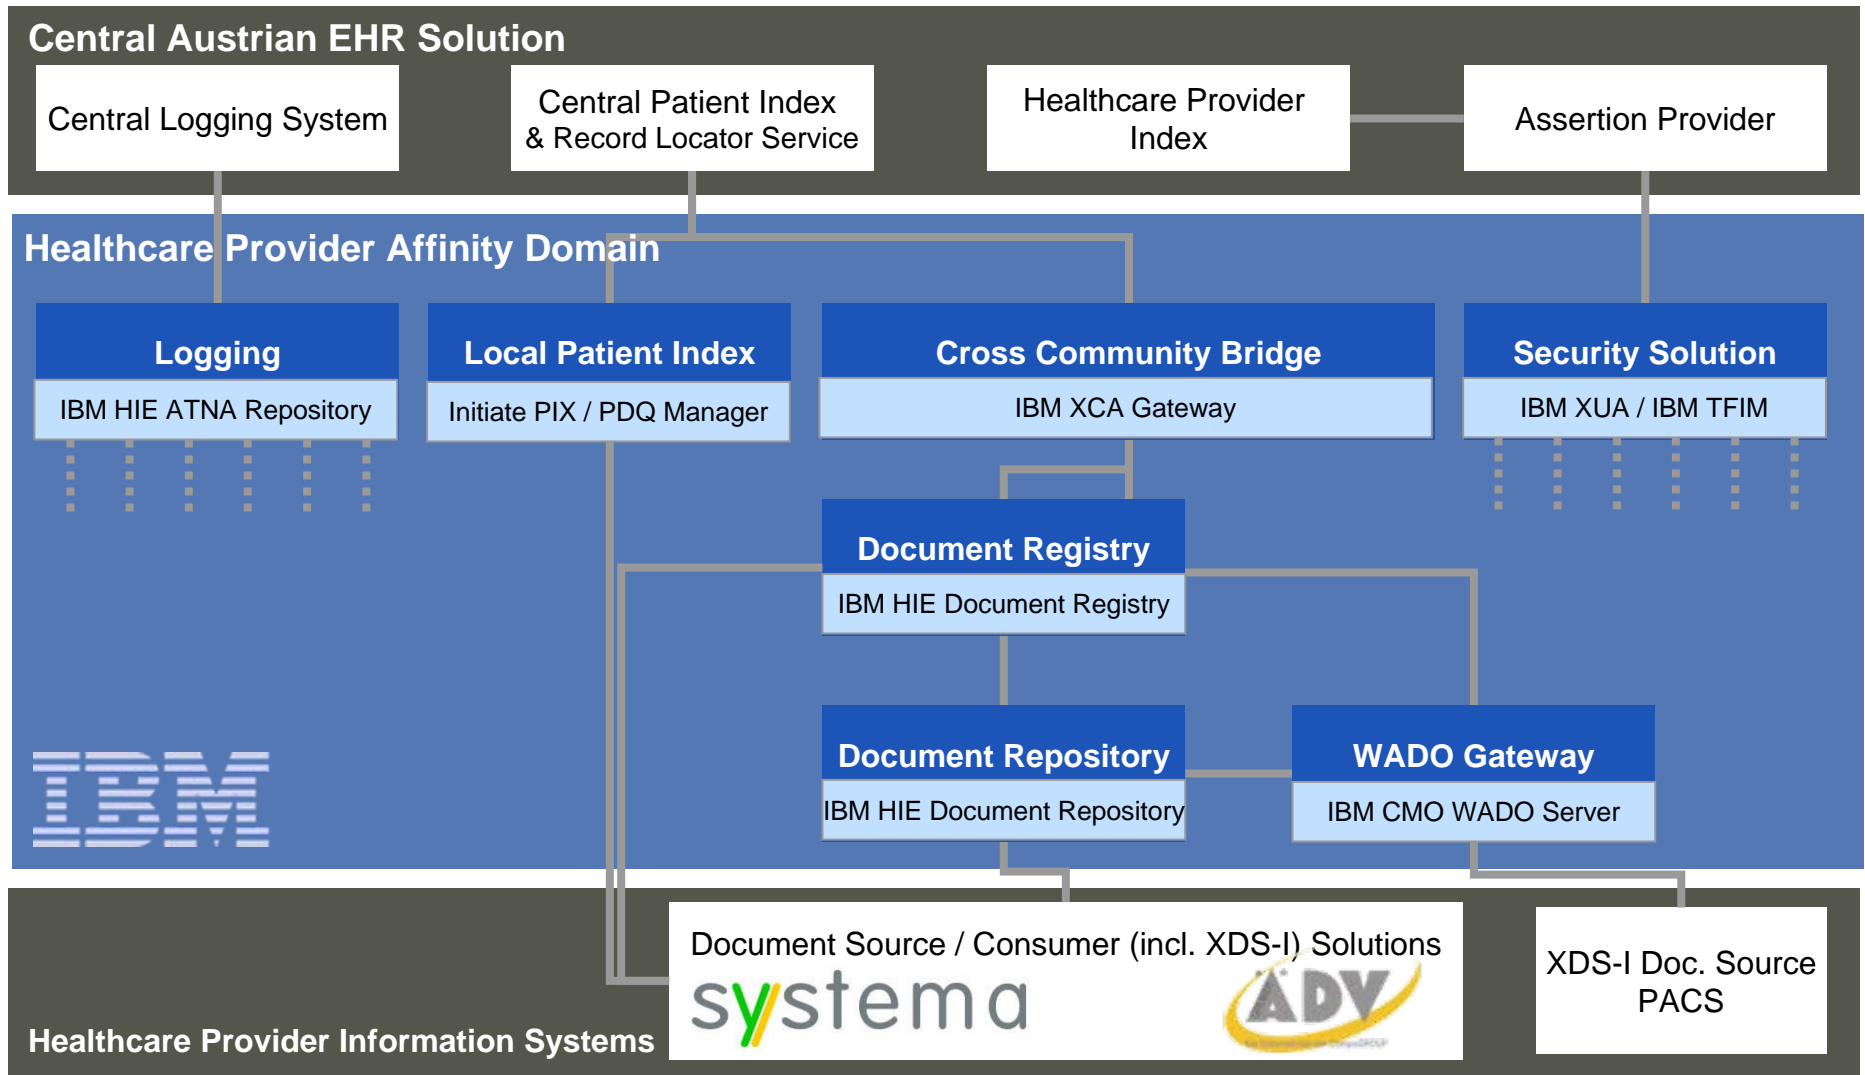 Central Austrian EHR Solution
Central Logging System
Central Patient Index
& Record Locator Service
Healthcare Provider
Index
Assertion Provider
Healthcare Provider Affinity Domain
Logging
IBM HIE ATNA Repository
Local Patient Index
Initiate PIX / PDQ Manager
Cross Community Bridge
IBM XCA Gateway
Security Solution
IBM XUA / IBM TFIM
Document Registry
IBM HIE Document Registry
Document Repository
IBM HIE Document Repository
WADO Gateway
IBM CMO WADO Server
IBM
Document Source / Consumer (incl. XDS-I) Solutions
systema
ADV
XDS-I Doc. Source
PACS
Healthcare Provider Information Systems